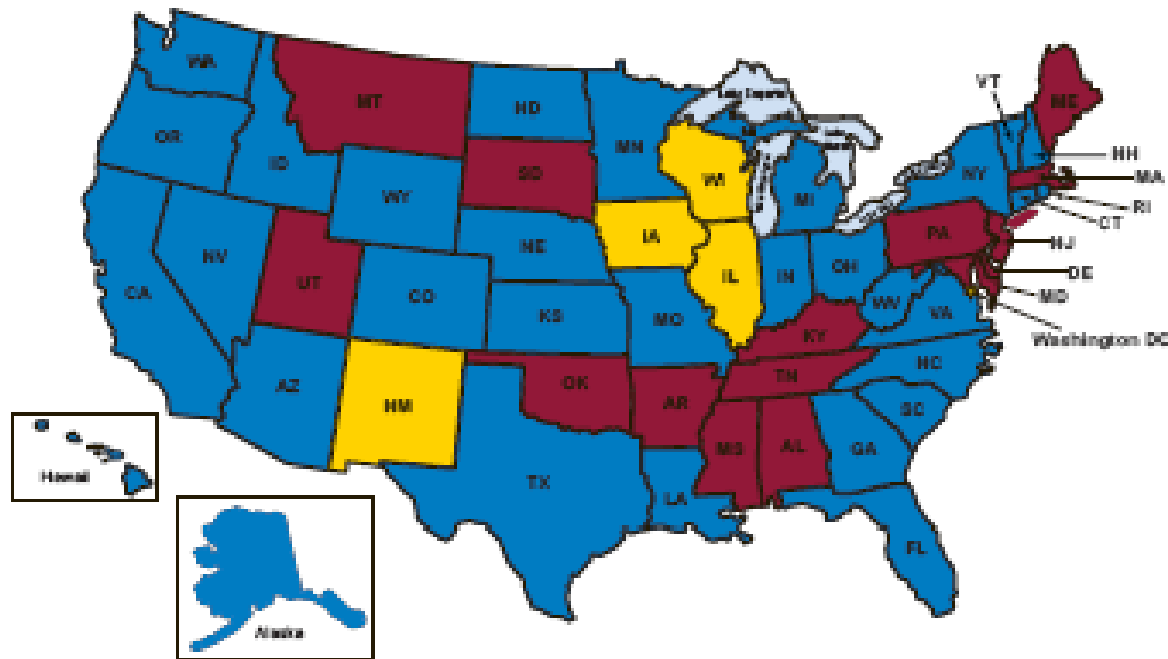 WA
MT
ND
MN
VT
ME
OR
ID
SD
WI
MI
NY
NH
MA
WY
RI
CT
IA
PA
NJ
NV
NE
IL
IN
OH
DE
UT
CO
MD
CA
KS
MO
WV
VA
KY
Washington DC
AZ
NM
OK
AR
TN
NC
SC
MS
AL
GA
Hawaii
TX
LA
FL
Alaska